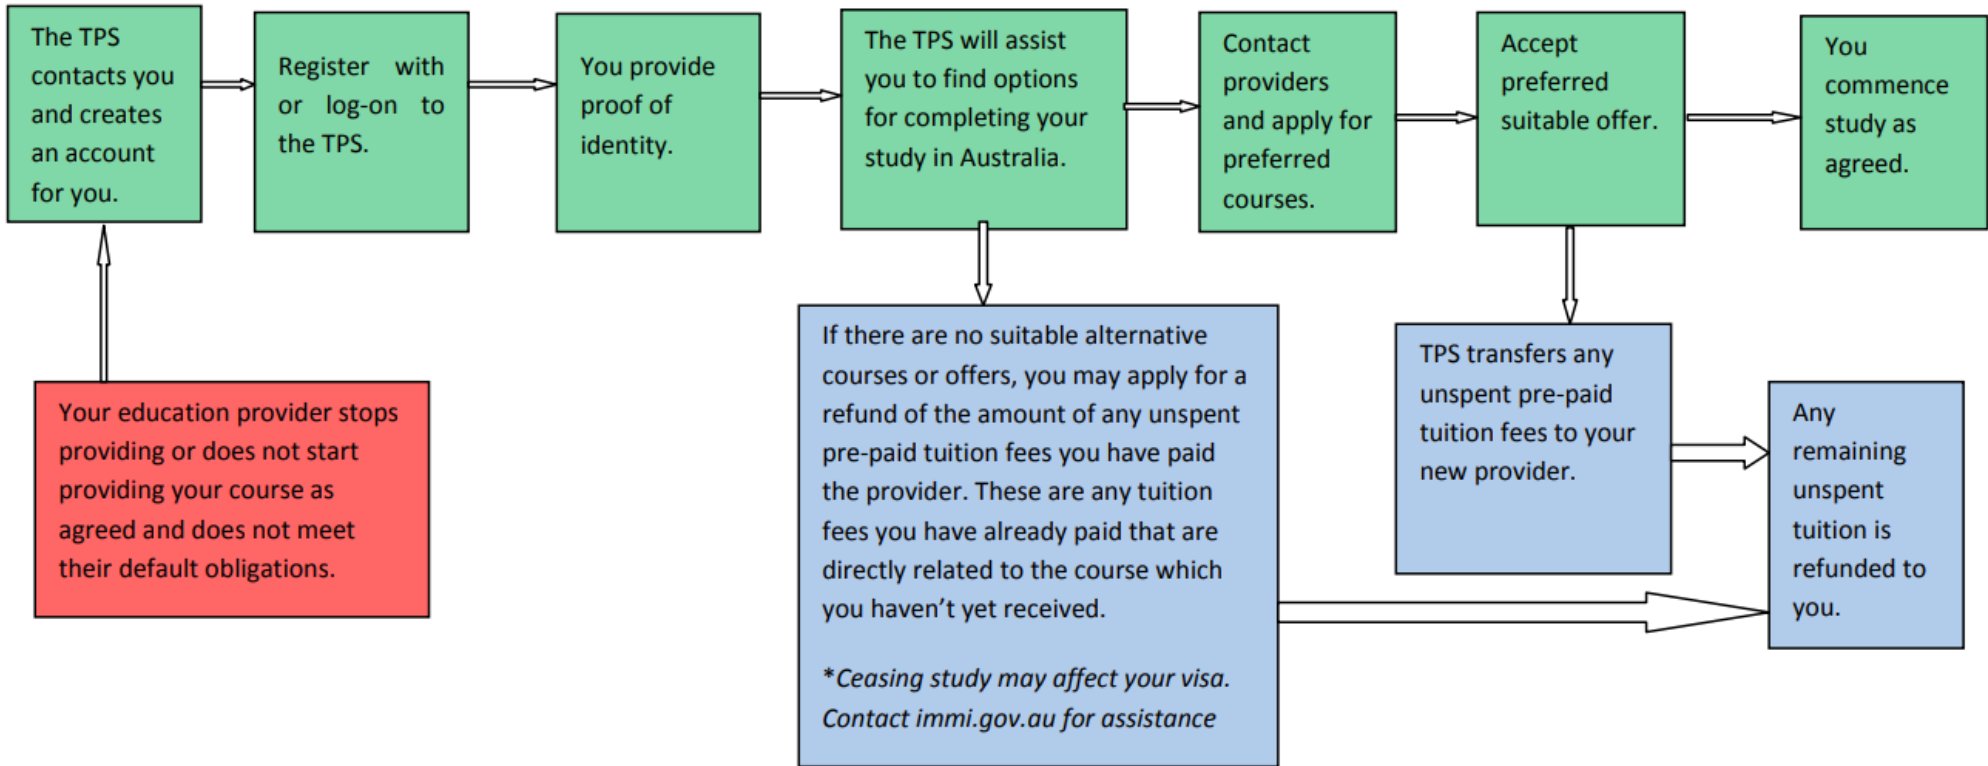 The TPS
contacts you
and creates
an account
for you.
Register with
or log-on to
the TPS.
You provide
proof of
identity.
The TPS will assist
you to find options
for completing your
study in Australia.
Contact
providers
and apply for
preferred
courses.
Accept
preferred
suitable offer.
You
commence
study as
agreed.
Your education provider stops
providing or does not start
providing your course as
agreed and does not meet
their default obligations.
If there are no suitable alternative
courses or offers, you may apply for a
refund of the amount of any unspent
pre-paid tuition fees you have paid
the provider. These are any tuition
fees you have already paid that are
directly related to the course which
you haven’t yet received.
*Ceasing study may affect your visa.
Contact immi.gov.au for assistance
TPS transfers any
unspent pre-paid
tuition fees to your
new provider.
Any
remaining
unspent
tuition is
refunded to
you.